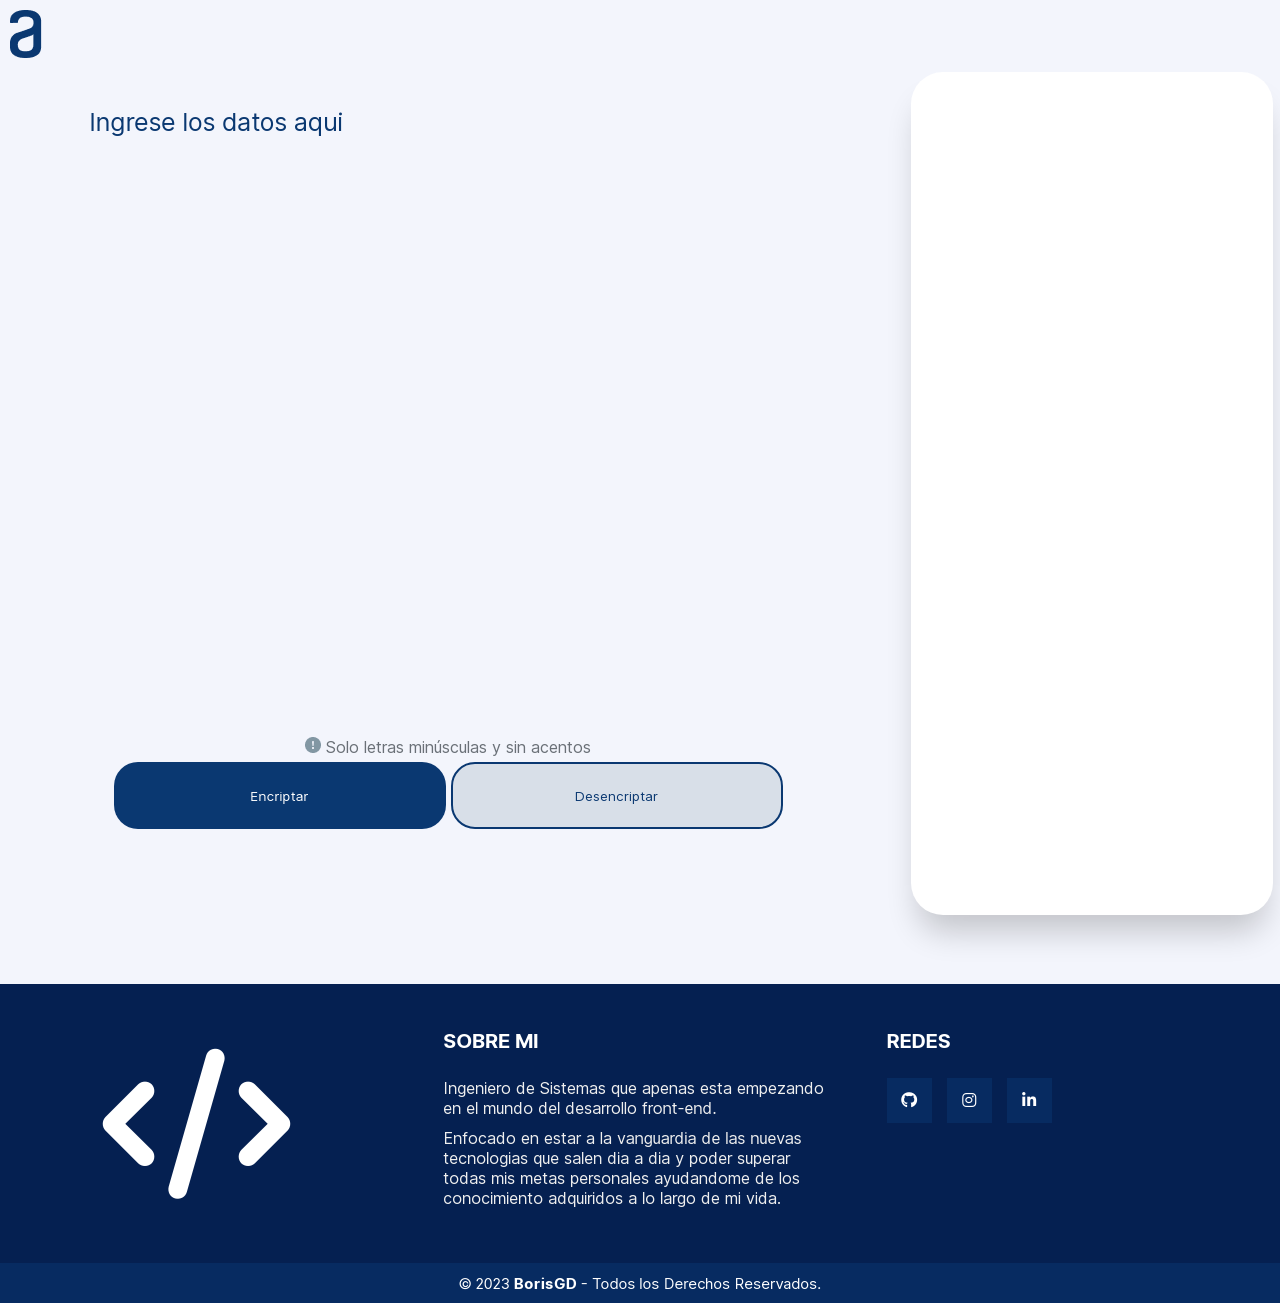 a
Ingrese los datos aqui
Solo letras minúsculas y sin acentos
Encriptar
Desencriptar
SOBRE MI
Ingeniero de Sistemas que apenas esta empezando
en el mundo del desarrollo front-end.
Enfocado en estar a la vanguardia de las nuevas
tecnologias que salen dia a dia y poder superar
todas mis metas personales ayudandome de los
conocimiento adquiridos a lo largo de mi vida.
REDES
© 2023 BorisGD - Todos los Derechos Reservados.